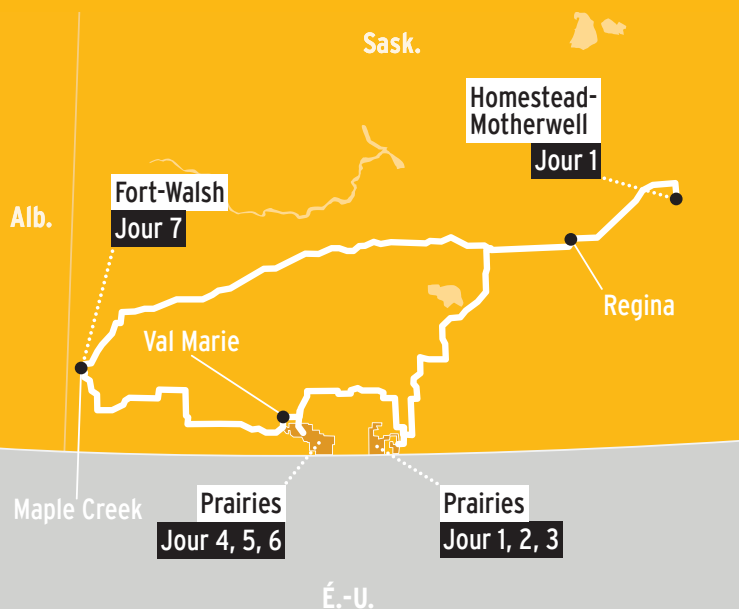 Sask.
Homestead-
Motherwell
Jour 1
Fort-Walsh
Jour 7
Alb.
Regina
Val Marie
Maple Creek
Prairies
Jour 4, 5, 6
Prairies
Jour 1, 2, 3
É.-U.